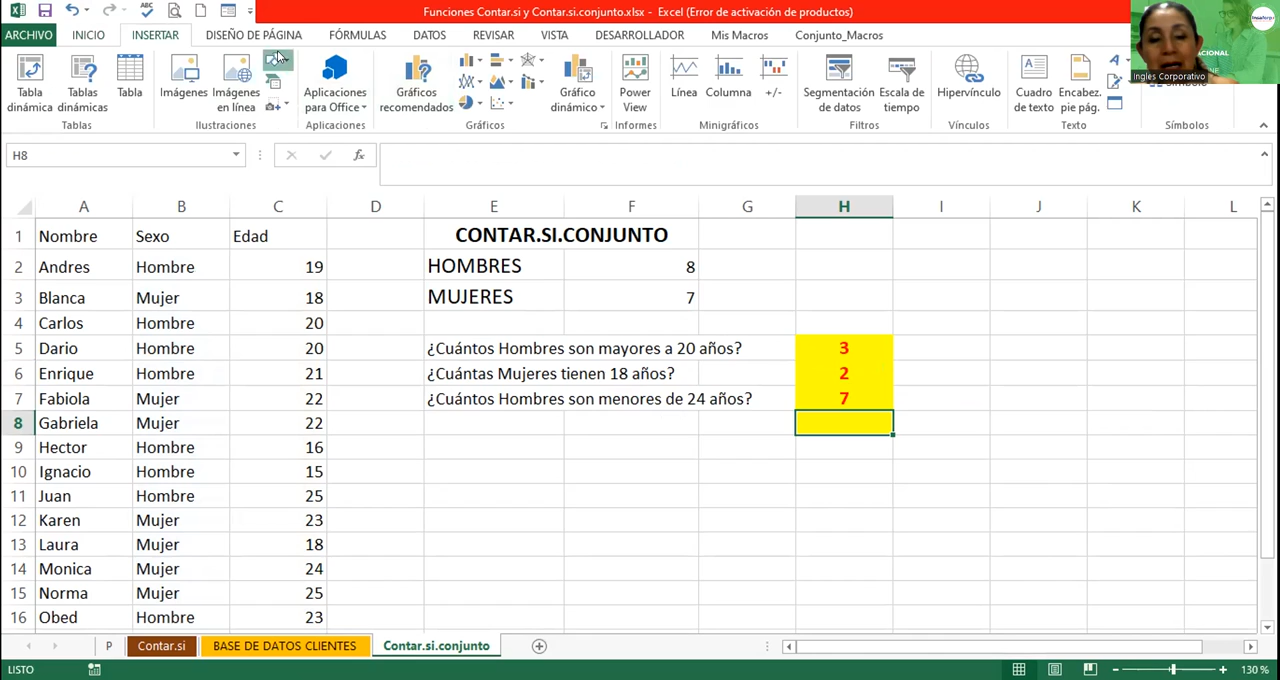 Funciones Contar.si y Contar.si.conjunto.xlsx - Excel (Error de activación de productos)
ARCHIVO INICIO INSERTAR DISEÑO DE PÁGINA FÓRMULAS DATOS REVISAR VISTA DESARROLLADOR Mis Macros Conjunto_Macros
Tabla dinámica Tablas dinámicas Tabla Imágenes Imágenes en línea Aplicaciones para Office Gráficos recomendados Gráfico dinámico Power View Línea Columna +/- Segmentación de datos Escala de tiempo Hipervínculo Cuadro de texto Encabez. pie pág.
Tablas Ilustraciones Aplicaciones Gráficos Informes Minigráficos Filtros Vínculos Texto Símbolos
Ingles Corporativo
H8
A B C D E F G H I J K L
1 Nombre Sexo Edad CONTAR.SI.CONJUNTO
2 Andres Hombre 19 HOMBRES 8
3 Blanca Mujer 18 MUJERES 7
4 Carlos Hombre 20
5 Dario Hombre 20 ¿Cuántos Hombres son mayores a 20 años? 3
6 Enrique Hombre 21 ¿Cuántas Mujeres tienen 18 años? 2
7 Fabiola Mujer 22 ¿Cuántos Hombres son menores de 24 años? 7
8 Gabriela Mujer 22
9 Hector Hombre 16
10 Ignacio Hombre 15
11 Juan Hombre 25
12 Karen Mujer 23
13 Laura Mujer 18
14 Monica Mujer 24
15 Norma Mujer 25
16 Obed Hombre 23
P Contar.si BASE DE DATOS CLIENTES Contar.si.conjunto
LISTO 130 %